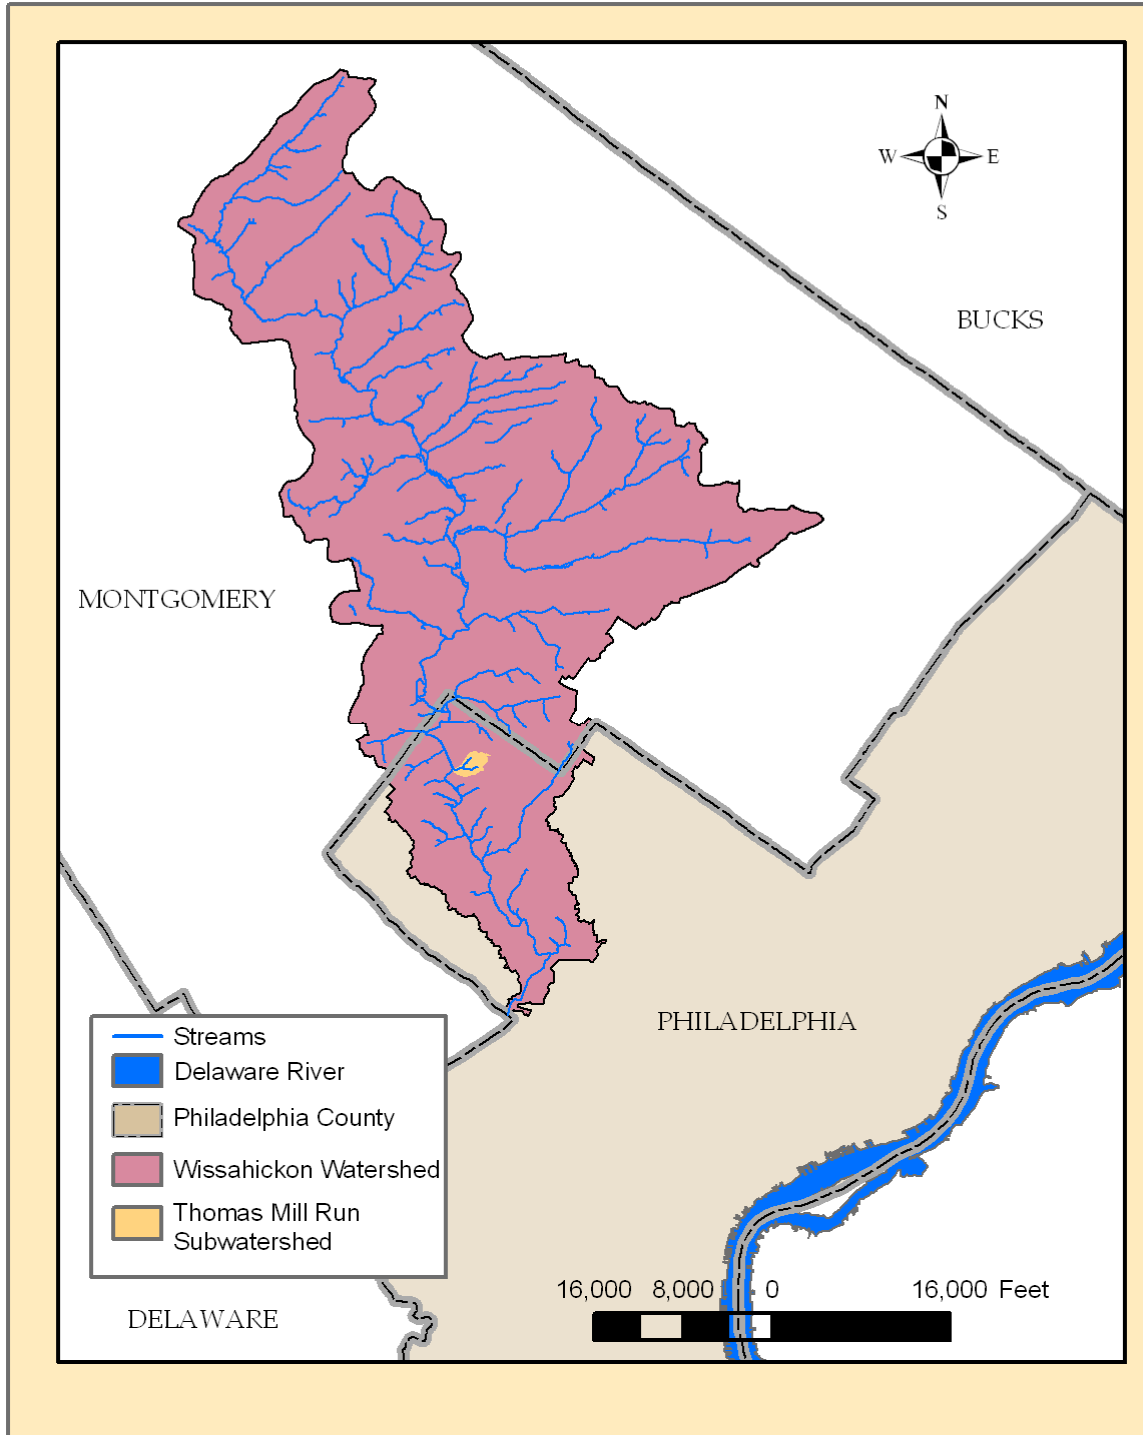 N
W E
S
BUCKS
MONTGOMERY
PHILADELPHIA
Streams
Delaware River
Philadelphia County
Wissahickon Watershed
Thomas Mill Run
Subwatershed
16,000 8,000 0 16,000 Feet
DELAWARE